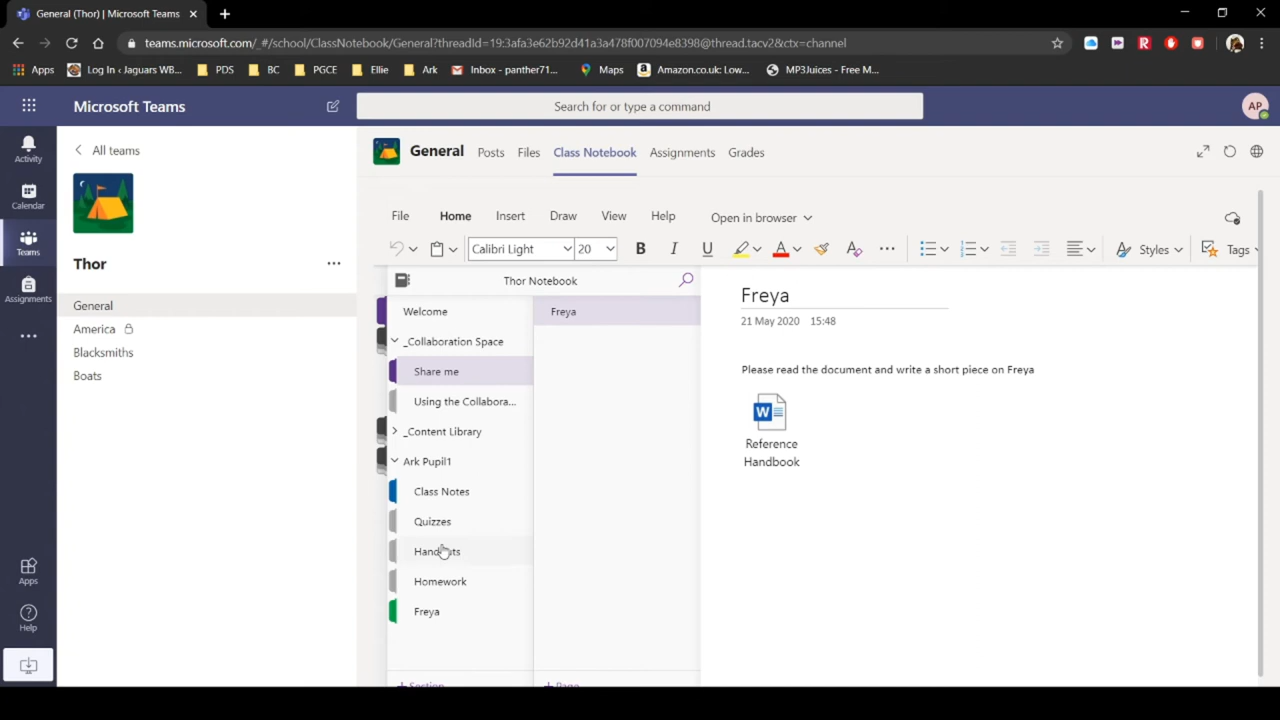 General (Thor) | Microsoft Teams
teams.microsoft.com/_#/school/ClassNotebook/General?threadId=19:3afa3e62b92d41a3a478f007094e8398@thread.tacv2&ctx=channel
Apps Log In ‹ Jaguars WB... PDS BC PGCE Ellie Ark Inbox - panther71... Maps Amazon.co.uk: Low... MP3Juices - Free M...
Microsoft Teams
Search for or type a command
AP
Activity
Calendar
Teams
Assignments
Apps
Help
All teams
Thor
General
America
Blacksmiths
Boats
General Posts Files Class Notebook Assignments Grades
File Home Insert Draw View Help Open in browser
Calibri Light 20 B I U A A Styles Tags
Thor Notebook
Welcome
_Collaboration Space
Share me
Using the Collabora...
_Content Library
Ark Pupil1
Class Notes
Quizzes
Handouts
Homework
Freya
+ Section
Freya
+ Page
Freya
21 May 2020 15:48
Please read the document and write a short piece on Freya
W
Reference
Handbook